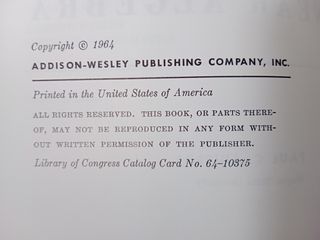 Copyright © 1964
ADDISON-WESLEY PUBLISHING COMPANY, INC.
Printed in the United States of America
ALL RIGHTS RESERVED. THIS BOOK, OR PARTS THERE-
OF, MAY NOT BE REPRODUCED IN ANY FORM WITH-
OUT WRITTEN PERMISSION OF THE PUBLISHER.
Library of Congress Catalog Card No. 64-10375